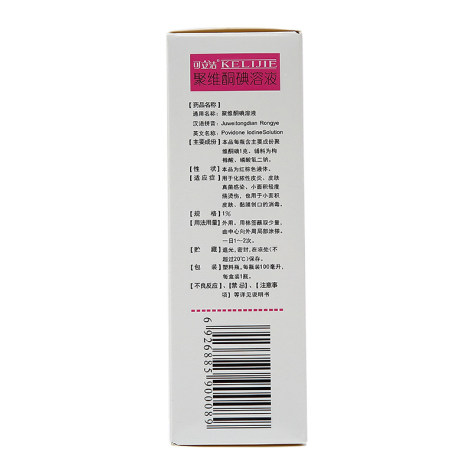 可立洁 KELIJIE
聚维酮碘溶液
【药品名称】
通用名称：聚维酮碘溶液
汉语拼音：Juweitongdian Rongye
英文名称：Povidone IodineSolution
【主要成份】本品每瓶含主要成份聚
维酮碘1克。辅料为枸
橼酸、磷酸氢二钠。
【性　状】本品为红棕色液体。
【适应症】用于化脓性皮炎、皮肤
真菌感染、小面积轻度
烧烫伤，也用于小面积
皮肤、黏膜创口的消毒。
【规　格】1%
【用法用量】外用。用棉签蘸取少量，
由中心向外周局部涂搽。
一日1～2次。
【贮　藏】遮光，密封，在凉处(不
超过20℃)保存。
【包　装】塑料瓶，每瓶装100毫升，
每盒装1瓶。
【不良反应】、【禁忌】、【注意事
项】等详见说明书
6926885900089